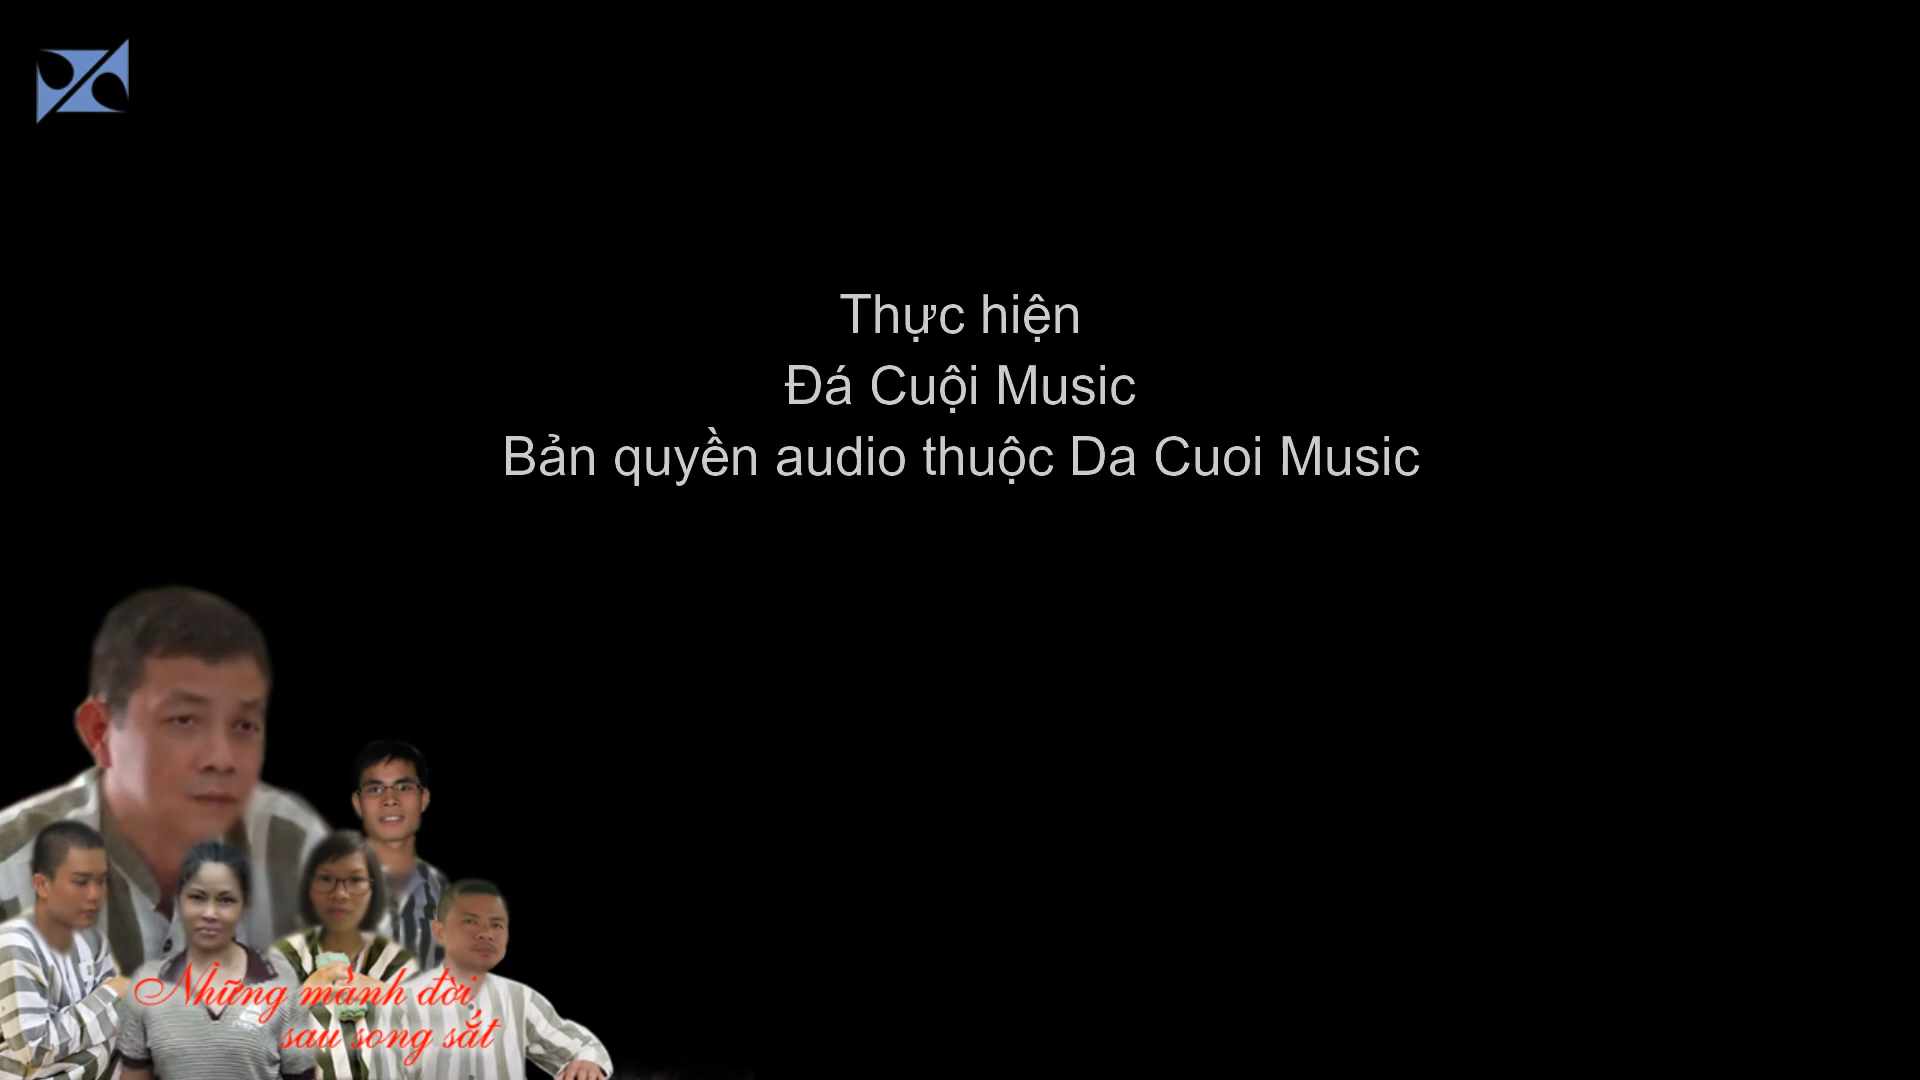 Thực hiện
Đá Cuội Music
Bản quyền audio thuộc Da Cuoi Music
Những mảnh đời
sau song sắt